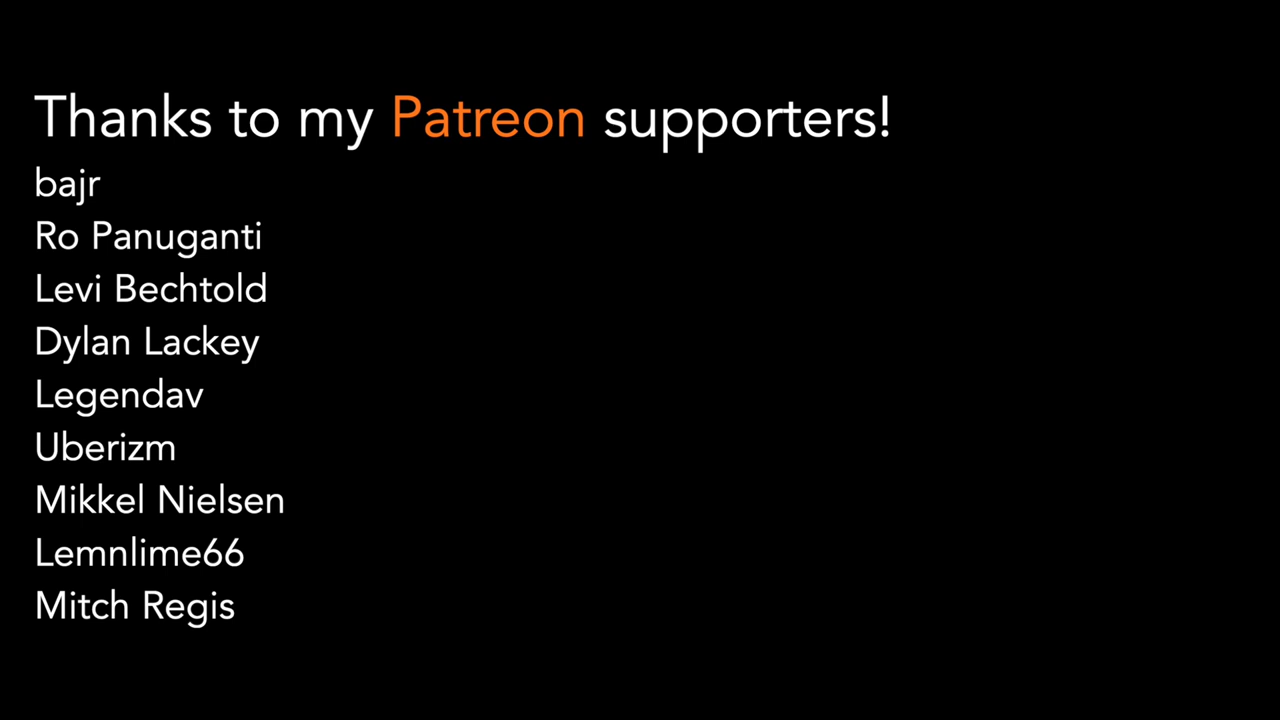 Thanks to my Patreon supporters!
bajr
Ro Panuganti
Levi Bechtold
Dylan Lackey
Legendav
Uberizm
Mikkel Nielsen
Lemnlime66
Mitch Regis